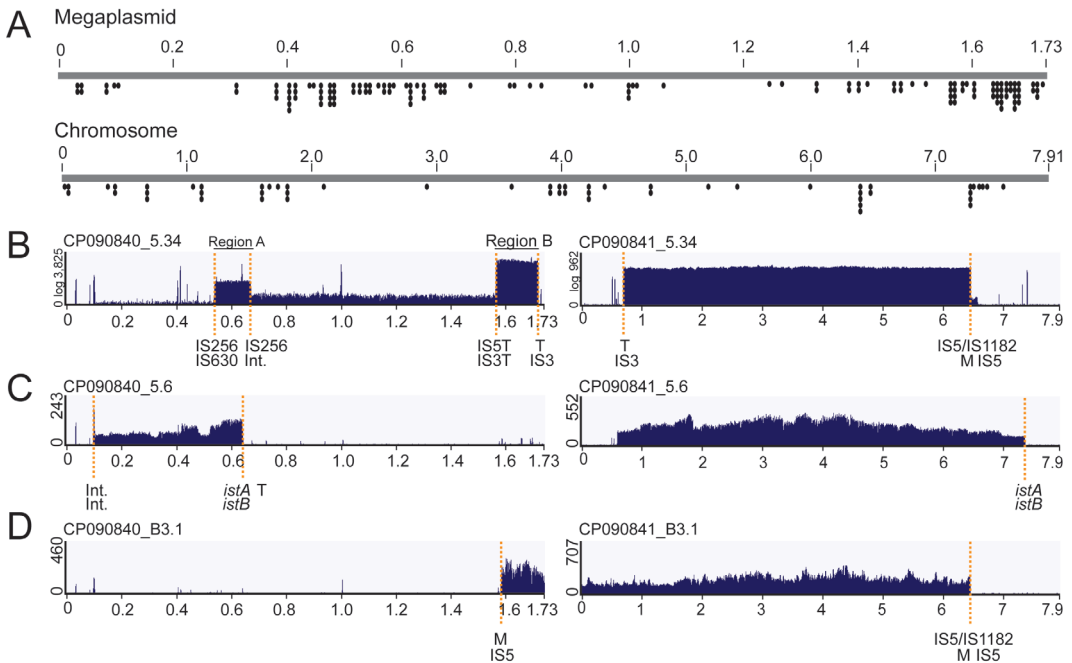 A
Megaplasmid
0 0.2 0.4 0.6 0.8 1.0 1.2 1.4 1.6 1.73
Chromosome
0 1.0 2.0 3.0 4.0 5.0 6.0 7.0 7.91
B
CP090840_5.34
Region A
Region B
0 log 3.825
0 0.2 0.4 0.6 0.8 1.0 1.2 1.4 1.6 1.73
IS256 IS256 IS5T T
IS630 Int. IS3T IS3
CP090841_5.34
0 log 962
0 1 2 3 4 5 6 7 7.9
T IS5/IS1182
IS3 M IS5
C
CP090840_5.6
0 243
0 0.2 0.4 0.6 0.8 1.0 1.2 1.4 1.6 1.73
Int. istA T
Int. istB
CP090841_5.6
0 552
0 1 2 3 4 5 6 7 7.9
istA
istB
D
CP090840_B3.1
0 460
0 0.2 0.4 0.6 0.8 1.0 1.2 1.4 1.6 1.73
M
IS5
CP090841_B3.1
0 707
0 1 2 3 4 5 6 7 7.9
IS5/IS1182
M IS5